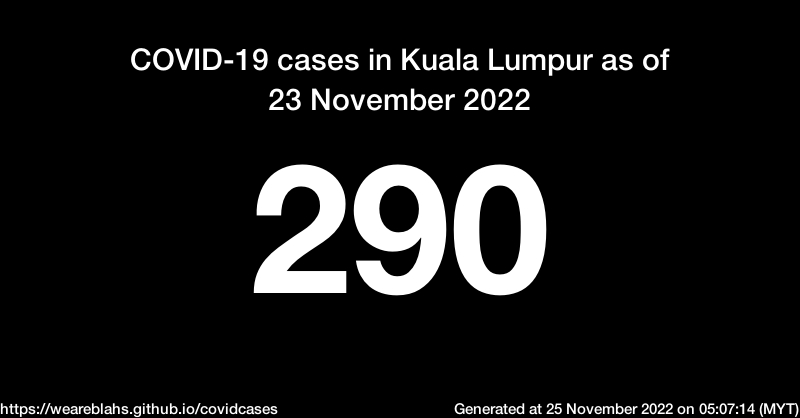 COVID-19 cases in Kuala Lumpur as of
23 November 2022
290
https://weareblahs.github.io/covidcases
Generated at 25 November 2022 on 05:07:14 (MYT)